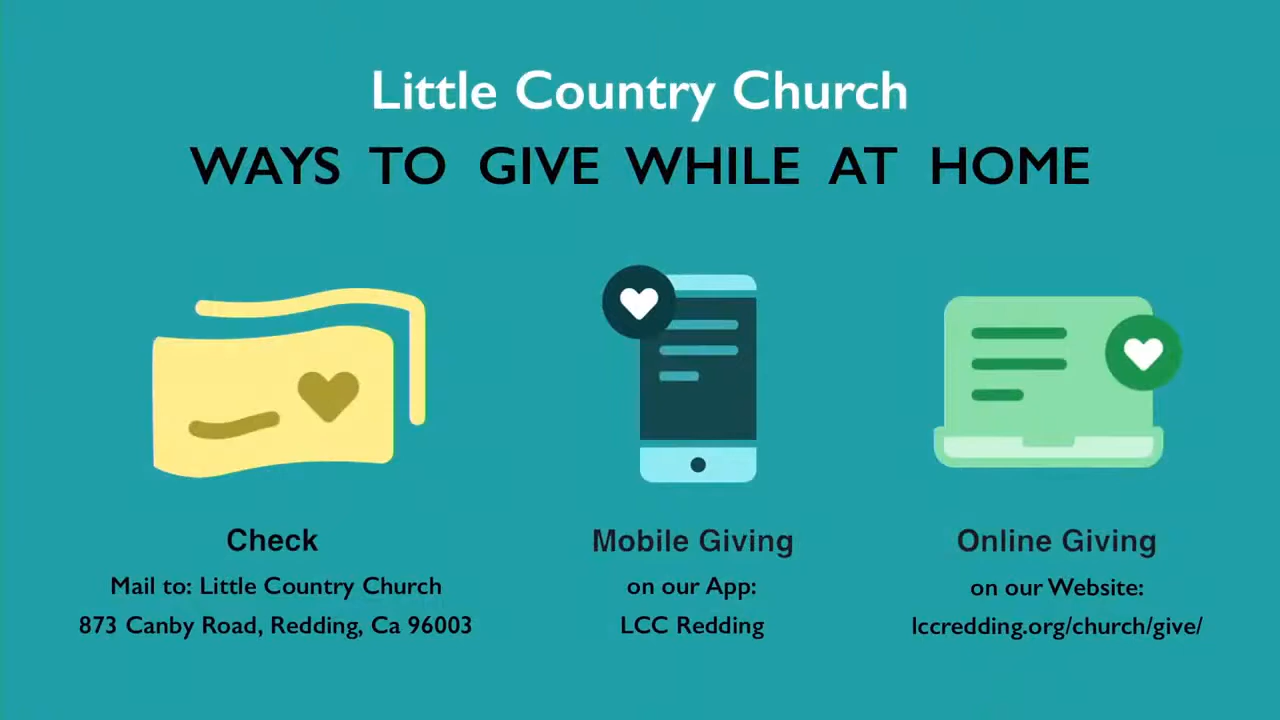 Little Country Church
WAYS TO GIVE WHILE AT HOME
Check
Mail to: Little Country Church
873 Canby Road, Redding, Ca 96003
Mobile Giving
on our App:
LCC Redding
Online Giving
on our Website:
lccredding.org/church/give/